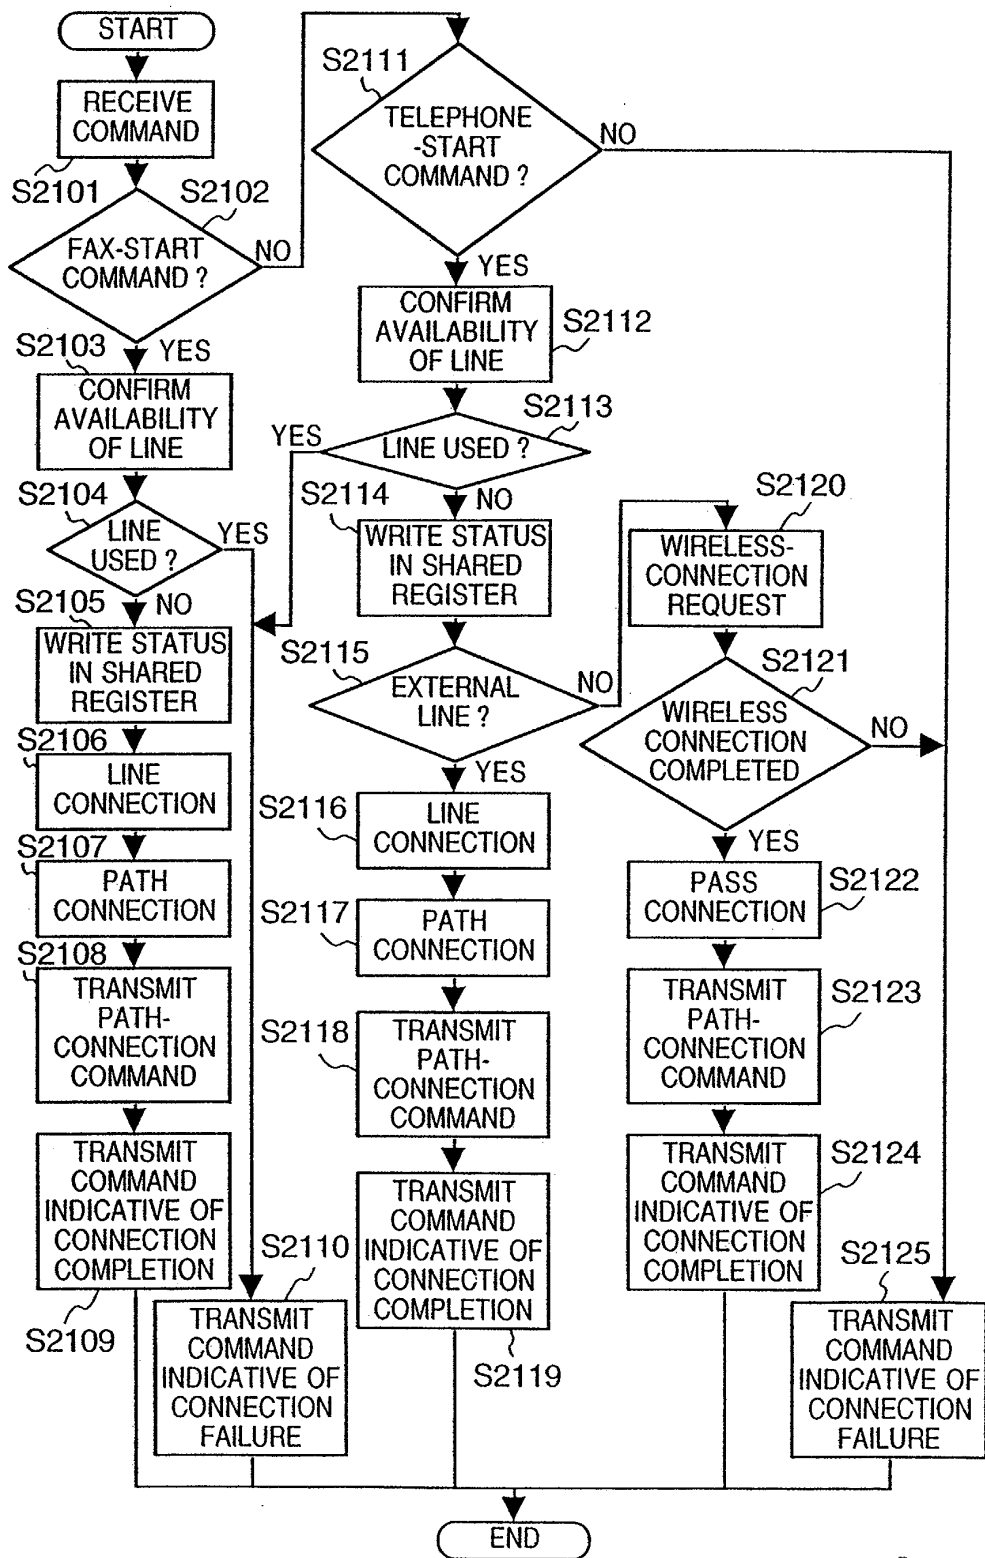 START
RECEIVE
COMMAND
S2101
S2102
FAX-START
COMMAND ?
NO
YES
S2103
CONFIRM
AVAILABILITY
OF LINE
S2104
LINE
USED ?
YES
NO
S2105
WRITE STATUS
IN SHARED
REGISTER
S2106
LINE
CONNECTION
S2107
PATH
CONNECTION
S2108
TRANSMIT
PATH-
CONNECTION
COMMAND
TRANSMIT
COMMAND
INDICATIVE OF
CONNECTION
COMPLETION
S2109
S2110
TRANSMIT
COMMAND
INDICATIVE OF
CONNECTION
FAILURE
S2111
TELEPHONE
-START
COMMAND ?
NO
YES
CONFIRM
AVAILABILITY
OF LINE
S2112
S2113
YES
LINE USED ?
NO
S2114
WRITE STATUS
IN SHARED
REGISTER
S2115
EXTERNAL
LINE ?
NO
YES
S2116
LINE
CONNECTION
S2117
PATH
CONNECTION
S2118
TRANSMIT
PATH-
CONNECTION
COMMAND
TRANSMIT
COMMAND
INDICATIVE OF
CONNECTION
COMPLETION
S2119
S2120
WIRELESS-
CONNECTION
REQUEST
S2121
WIRELESS
CONNECTION
COMPLETED
NO
YES
PASS
CONNECTION
S2122
TRANSMIT
PATH-
CONNECTION
COMMAND
S2123
TRANSMIT
COMMAND
INDICATIVE OF
CONNECTION
COMPLETION
S2124
S2125
TRANSMIT
COMMAND
INDICATIVE OF
CONNECTION
FAILURE
END